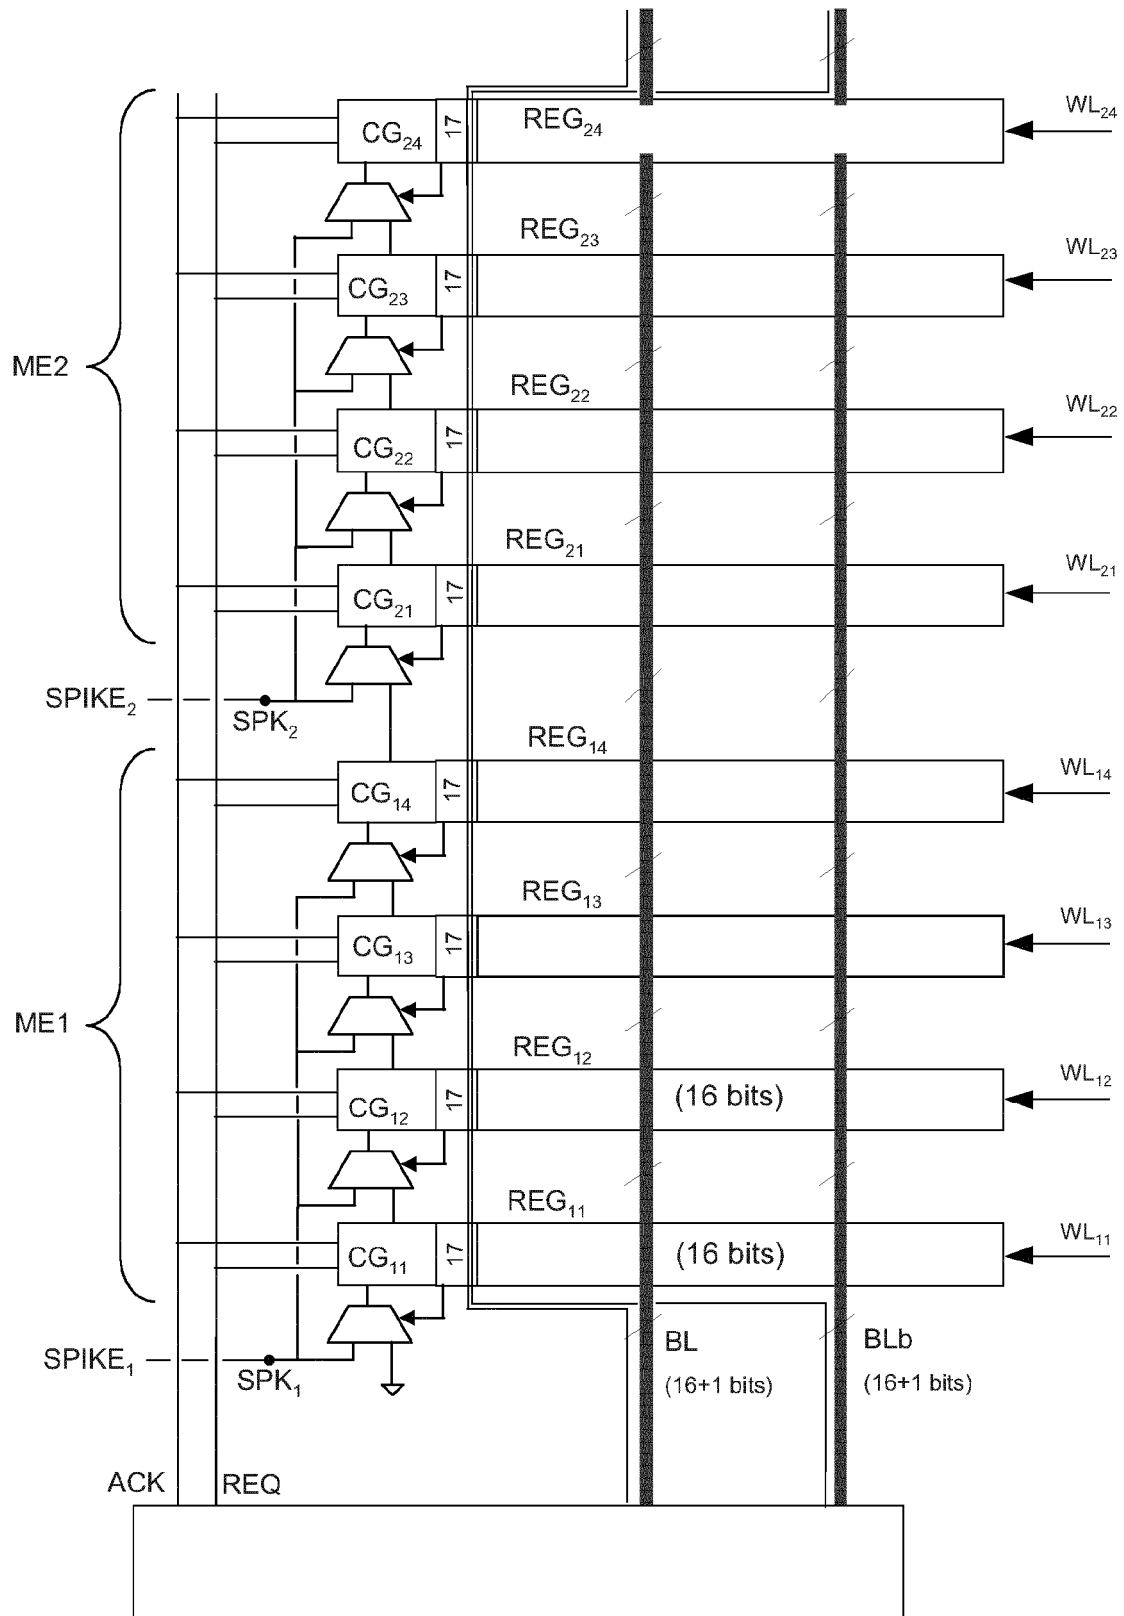 WL₂₄
CG₂₄ 17 REG₂₄
REG₂₃
WL₂₃
CG₂₃ 17
ME2
REG₂₂
WL₂₂
CG₂₂ 17
REG₂₁
WL₂₁
CG₂₁ 17
SPIKE₂
SPK₂
REG₁₄
WL₁₄
CG₁₄ 17
REG₁₃
WL₁₃
CG₁₃ 17
ME1
REG₁₂
WL₁₂
CG₁₂ 17 (16 bits)
REG₁₁
WL₁₁
CG₁₁ 17 (16 bits)
BL
BLb
SPIKE₁
SPK₁
(16+1 bits)
(16+1 bits)
ACK REQ